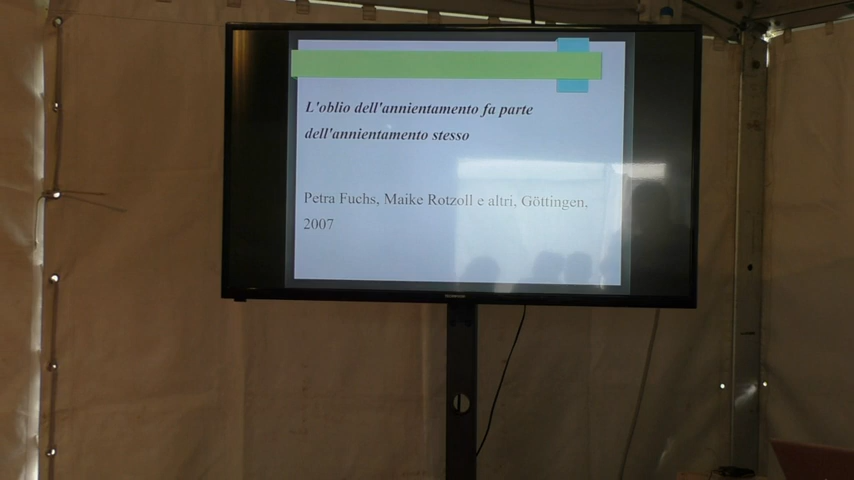 L'oblio dell'annientamento fa parte
dell'annientamento stesso
Petra Fuchs, Maike Rotzoll e altri, Göttingen,
2007